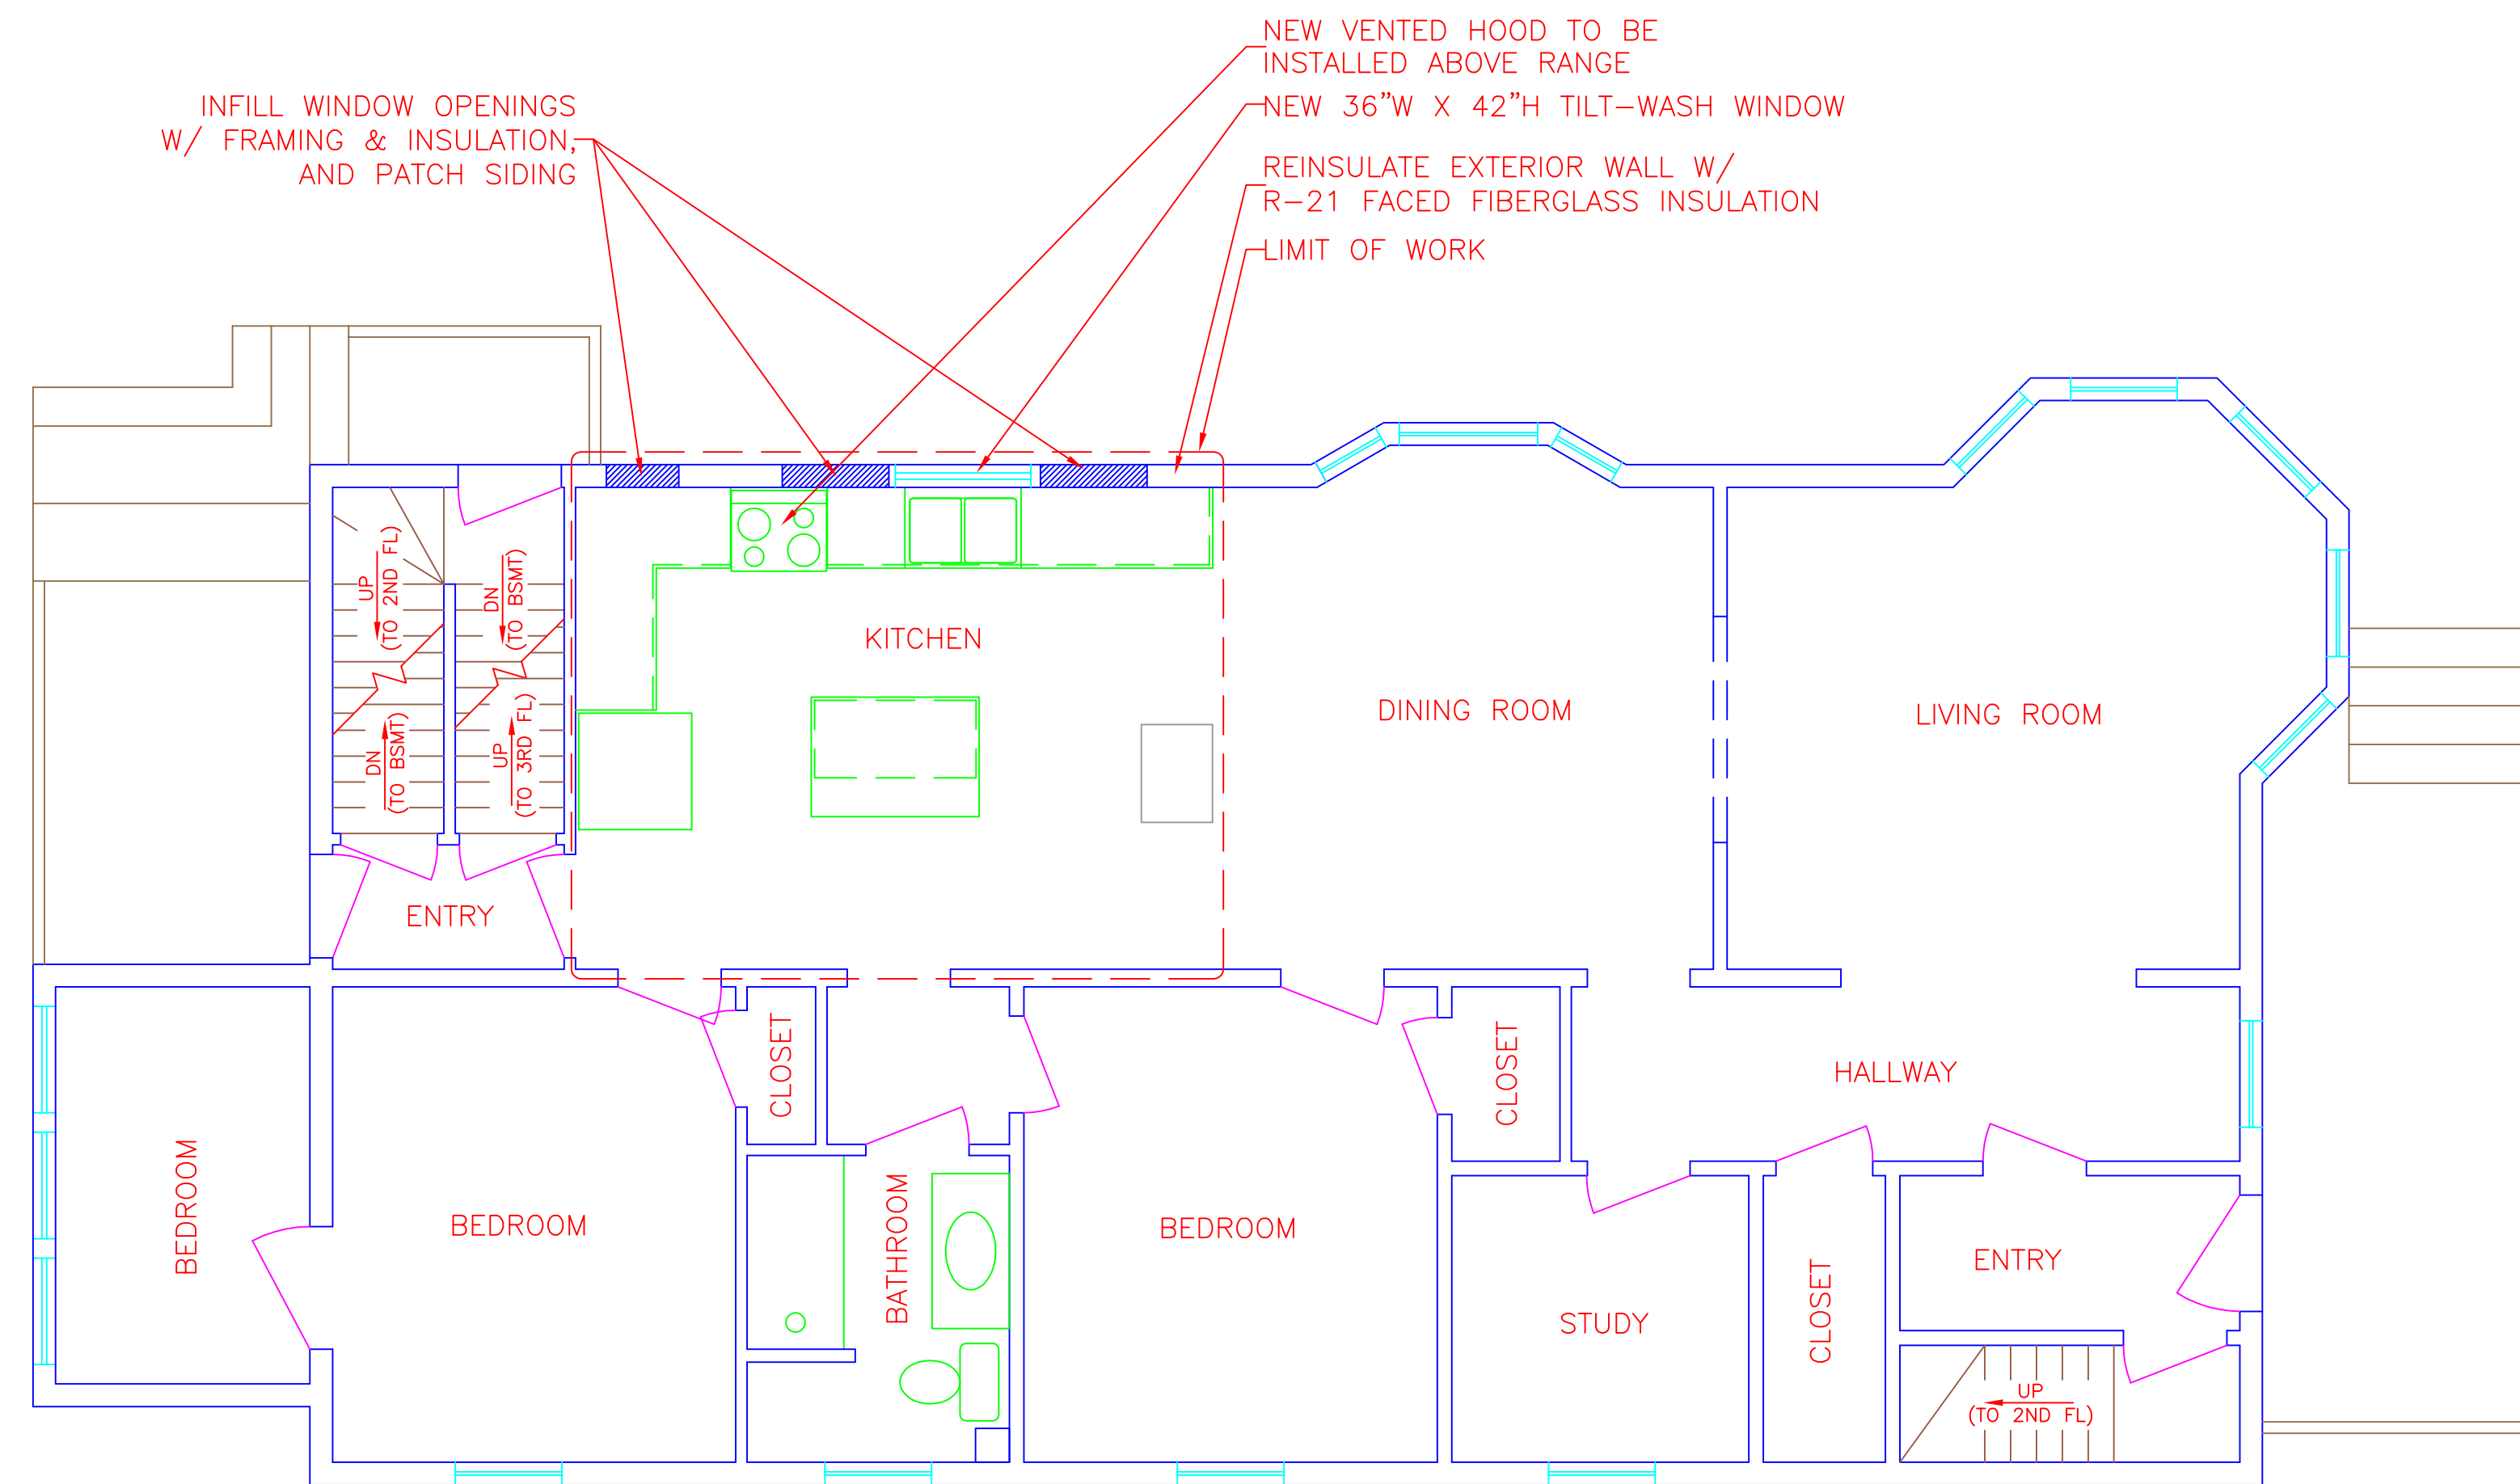 NEW VENTED HOOD TO BE
INSTALLED ABOVE RANGE
INFILL WINDOW OPENINGS
W/ FRAMING & INSULATION,
AND PATCH SIDING
NEW 36”W X 42”H TILT-WASH WINDOW
REINSULATE EXTERIOR WALL W/
R-21 FACED FIBERGLASS INSULATION
LIMIT OF WORK
UP
(TO 2ND FL)
DN
(TO BSMT)
KITCHEN
DINING ROOM
LIVING ROOM
DN
(TO BSMT)
UP
(TO 3RD FL)
ENTRY
CLOSET
CLOSET
HALLWAY
BEDROOM
BEDROOM
BATHROOM
BEDROOM
STUDY
CLOSET
ENTRY
UP
(TO 2ND FL)